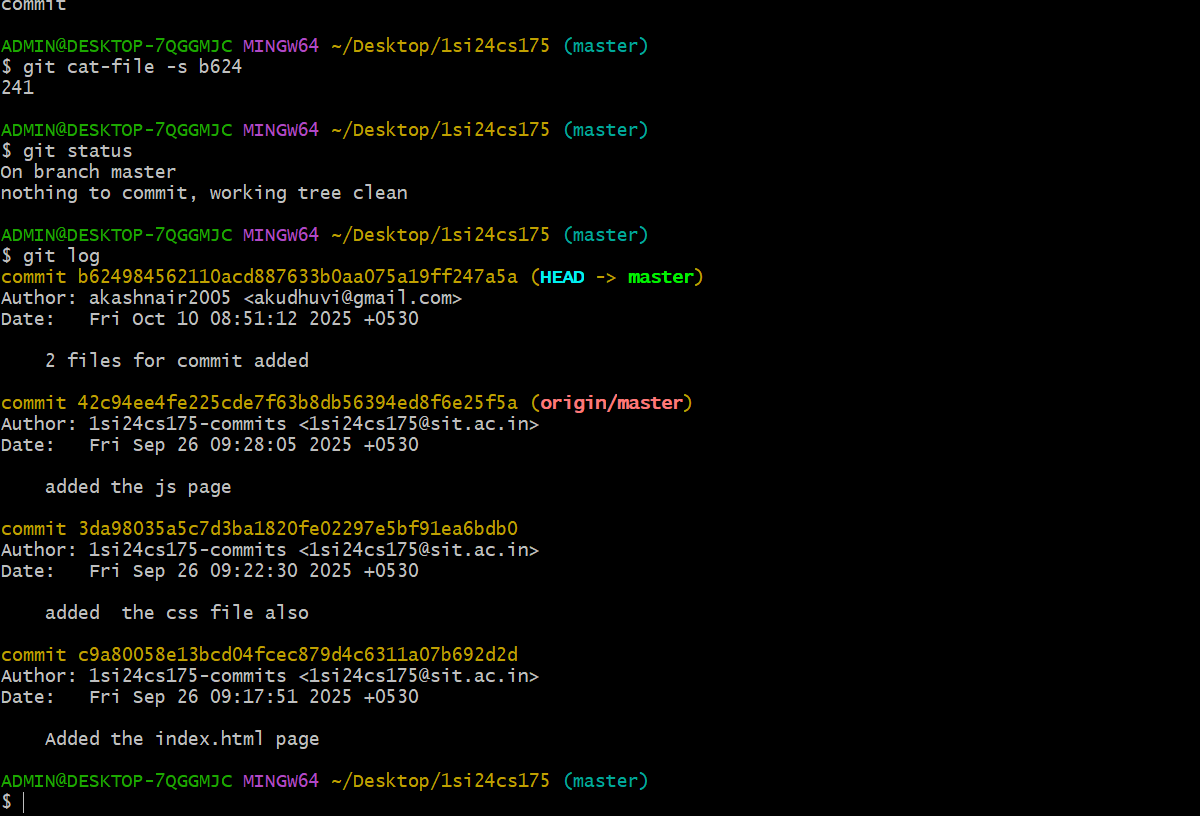 commit
ADMIN@DESKTOP-7QGGMJC MINGW64 ~/Desktop/1si24cs175 (master)
$ git cat-file -s b624
241
ADMIN@DESKTOP-7QGGMJC MINGW64 ~/Desktop/1si24cs175 (master)
$ git status
On branch master
nothing to commit, working tree clean
ADMIN@DESKTOP-7QGGMJC MINGW64 ~/Desktop/1si24cs175 (master)
$ git log
commit b624984562110acd887633b0aa075a19ff247a5a (HEAD -> master)
Author: akashnair2005 <akudhuvi@gmail.com>
Date:   Fri Oct 10 08:51:12 2025 +0530
    2 files for commit added
commit 42c94ee4fe225cde7f63b8db56394ed8f6e25f5a (origin/master)
Author: 1si24cs175-commits <1si24cs175@sit.ac.in>
Date:   Fri Sep 26 09:28:05 2025 +0530
    added the js page
commit 3da98035a5c7d3ba1820fe02297e5bf91ea6bdb0
Author: 1si24cs175-commits <1si24cs175@sit.ac.in>
Date:   Fri Sep 26 09:22:30 2025 +0530
    added  the css file also
commit c9a80058e13bcd04fcec879d4c6311a07b692d2d
Author: 1si24cs175-commits <1si24cs175@sit.ac.in>
Date:   Fri Sep 26 09:17:51 2025 +0530
    Added the index.html page
ADMIN@DESKTOP-7QGGMJC MINGW64 ~/Desktop/1si24cs175 (master)
$